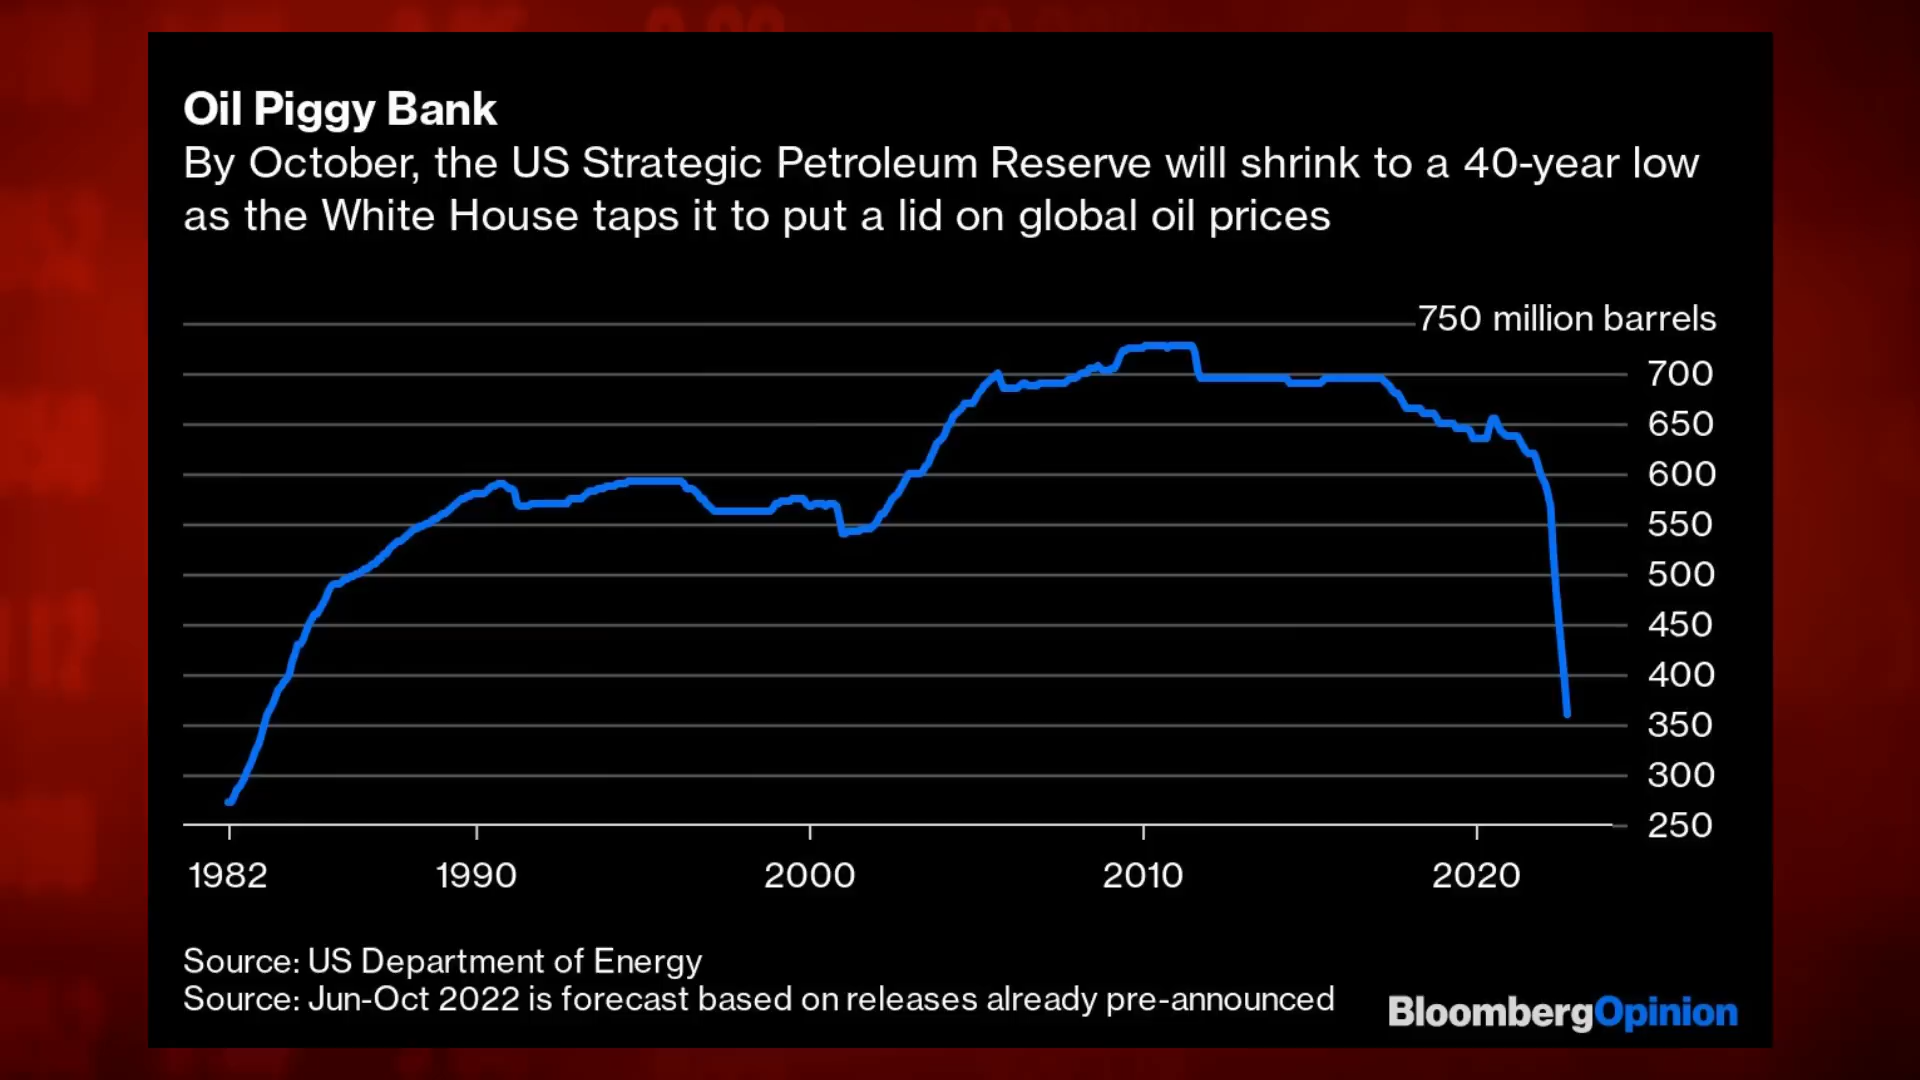 Oil Piggy Bank
By October, the US Strategic Petroleum Reserve will shrink to a 40-year low
as the White House taps it to put a lid on global oil prices
750 million barrels
700
650
600
550
500
450
400
350
300
250
1982 1990 2000 2010 2020
Source: US Department of Energy
Source: Jun-Oct 2022 is forecast based on releases already pre-announced
BloombergOpinion